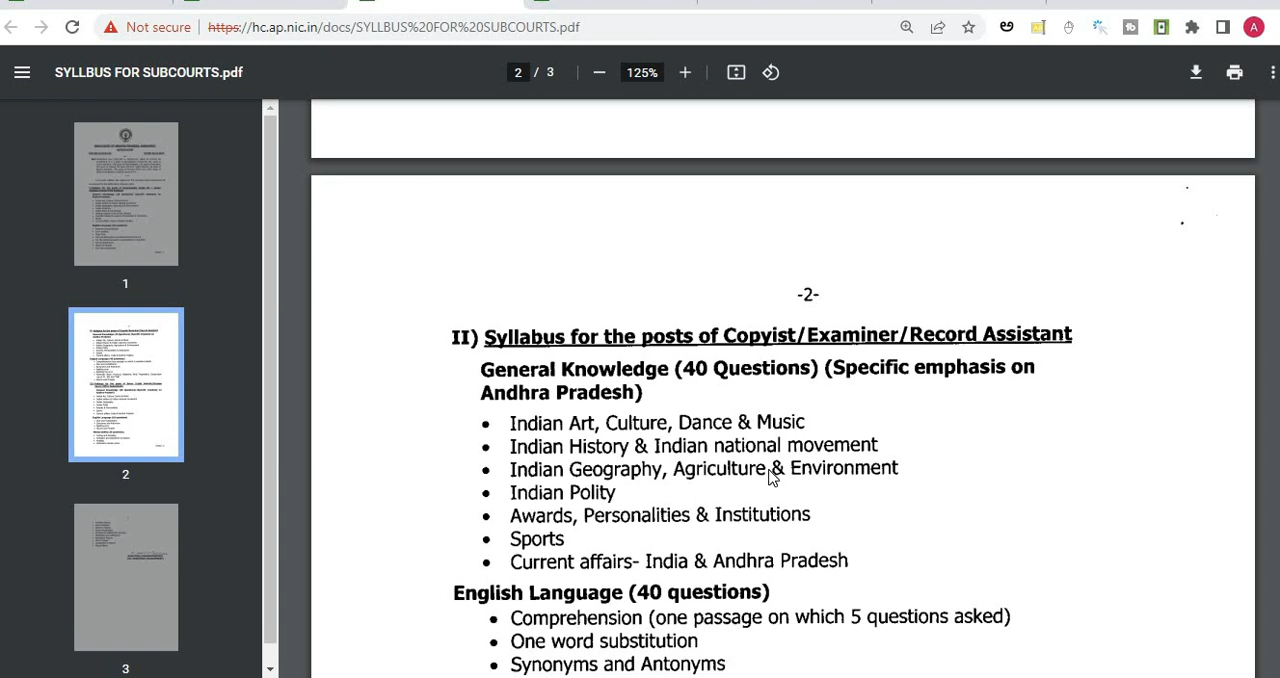 Not secure https://hc.ap.nic.in/docs/SYLLBUS%20FOR%20SUBCOURTS.pdf A
SYLLBUS FOR SUBCOURTS.pdf 2 / 3 125%
1
2
3
-2-
II) Syllabus for the posts of Copyist/Examiner/Record Assistant
General Knowledge (40 Questions) (Specific emphasis on
Andhra Pradesh)
• Indian Art, Culture, Dance & Music
• Indian History & Indian national movement
• Indian Geography, Agriculture & Environment
• Indian Polity
• Awards, Personalities & Institutions
• Sports
• Current affairs- India & Andhra Pradesh
English Language (40 questions)
• Comprehension (one passage on which 5 questions asked)
• One word substitution
• Synonyms and Antonyms